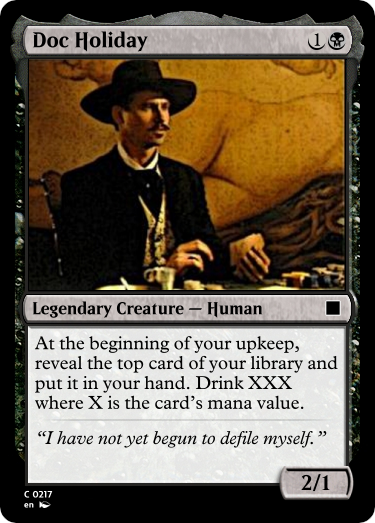 Doc Holiday 1
Legendary Creature — Human
At the beginning of your upkeep,
reveal the top card of your library and
put it in your hand. Drink XXX
where X is the card's mana value.
“I have not yet begun to defile myself.”
2/1
C 0217
en